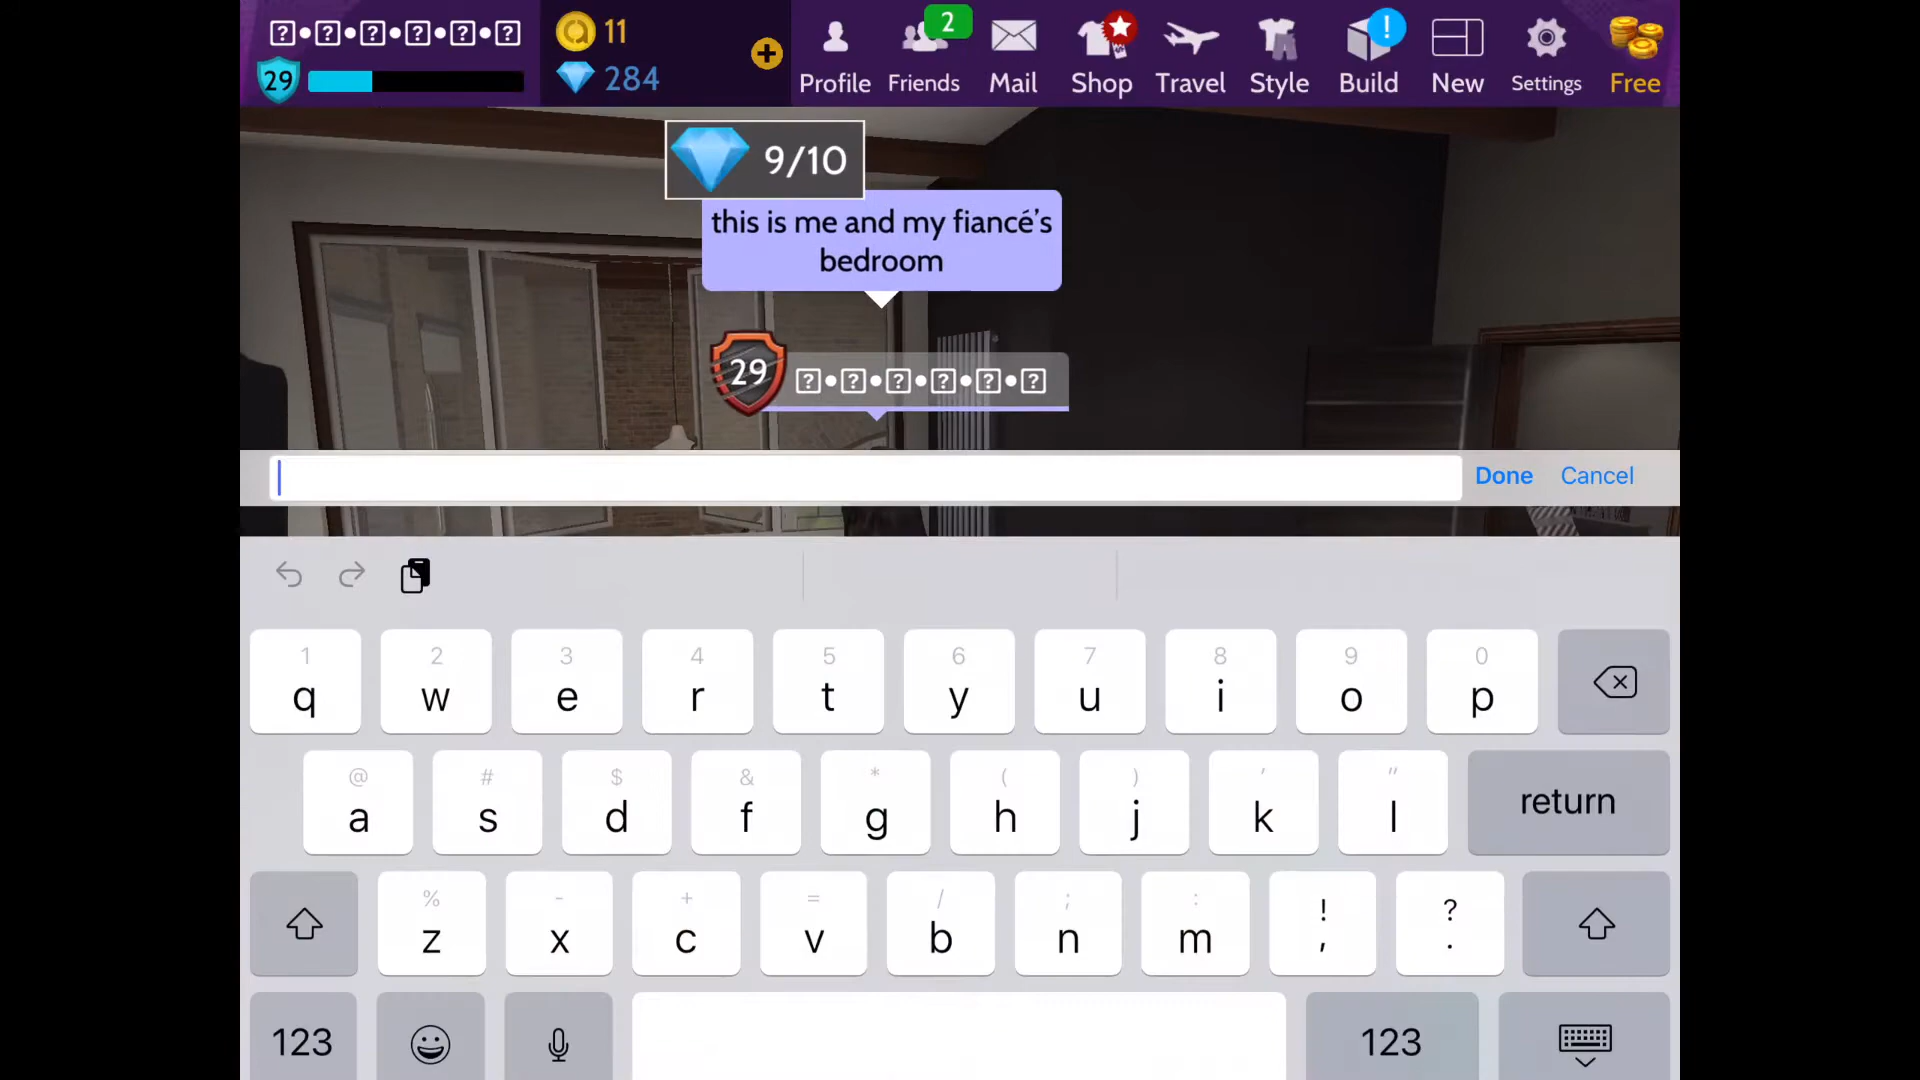 ⍰•⍰•⍰•⍰•⍰•⍰
29
11
284
2
!
Profile Friends Mail Shop Travel Style Build New Settings Free
9/10
this is me and my fiancé's
bedroom
29 ⍰•⍰•⍰•⍰•⍰•⍰
Done Cancel
1 2 3 4 5 6 7 8 9 0
q w e r t y u i o p
@ # $ & * ( ) ' "
a s d f g h j k l return
% - + = / ; : ! ?
z x c v b n m , .
123 123